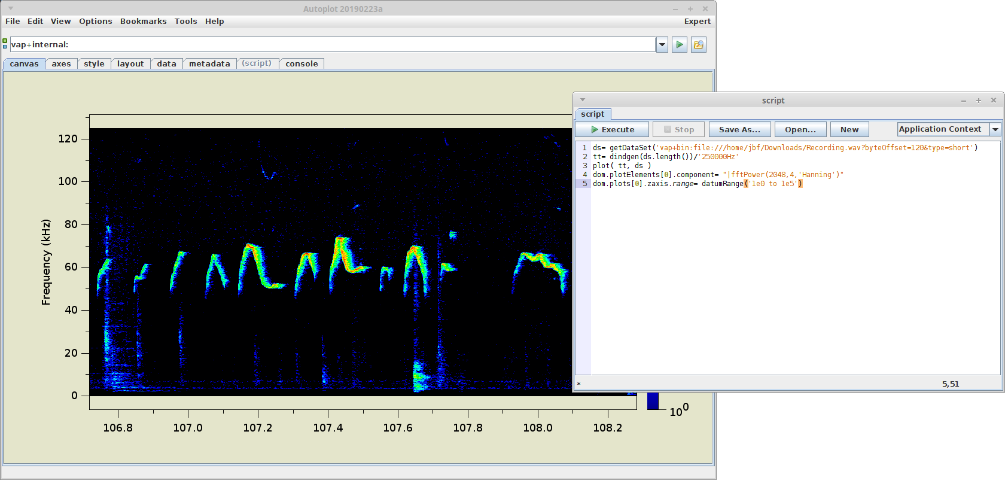 Autoplot 20190223a
File Edit View Options Bookmarks Tools Help Expert
vap+internal:
canvas axes style layout data metadata (script) console
120
100
80
60
40
20
0
Frequency (kHz)
106.8 107.0 107.2 107.4 107.6 107.8 108.0 108.2
10^0
script
script
Execute Stop Save As... Open... New Application Context
1 ds= getDataSet('vap+bin:file:///home/jbf/Downloads/Recording.wav?byteOffset=120&type=short')
2 tt= dindgen(ds.length())/'250000Hz'
3 plot( tt, ds )
4 dom.plotElements[0].component= "|fftPower(2048,4,'Hanning')"
5 dom.plots[0].zaxis.range= datumRange('1e0 to 1e5')
> 5,51